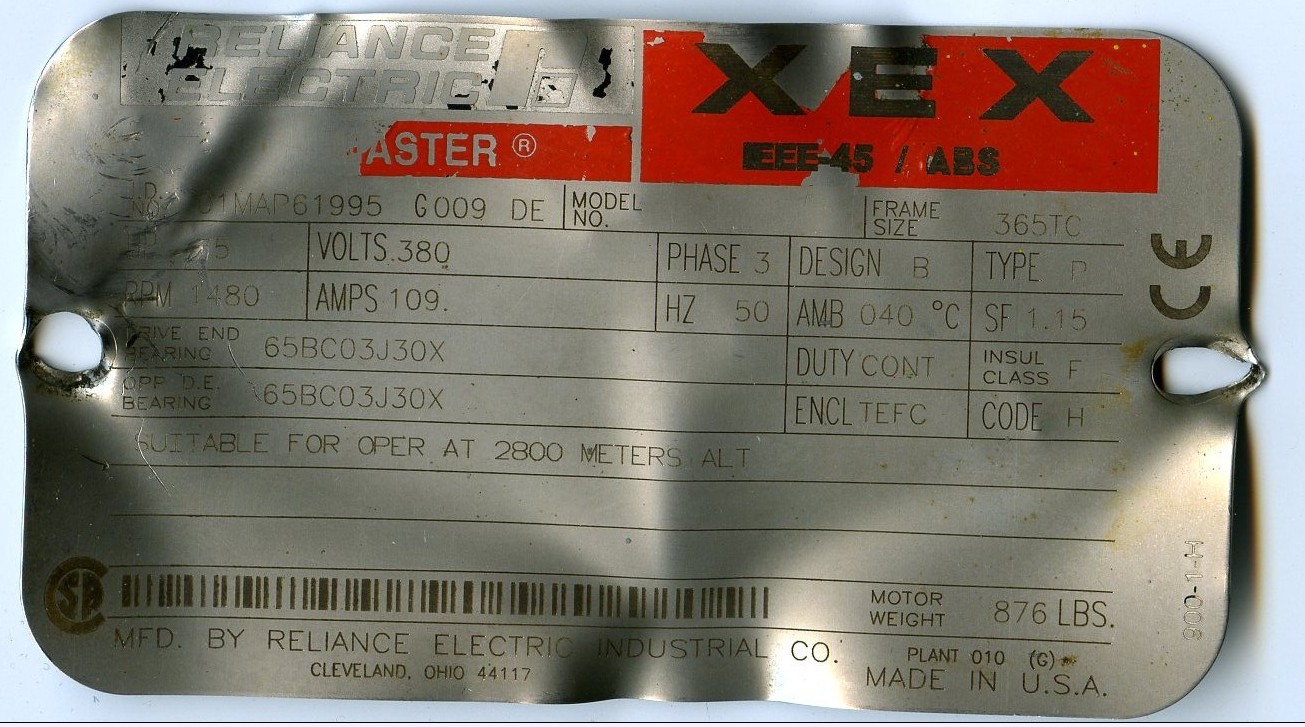 RELIANCE
ELECTRIC
XEX
ASTER ®
IEEE-45 / ABS
I.D. NO. 01MAP61995 G009 DE MODEL NO. FRAME SIZE 365TC
VOLTS 380 PHASE 3 DESIGN B TYPE P
RPM 1480 AMPS 109. HZ 50 AMB 040 °C SF 1.15
DRIVE END BEARING 65BC03J30X DUTY CONT INSUL CLASS F
OPP D.E. BEARING 65BC03J30X ENCL TEFC CODE H
SUITABLE FOR OPER AT 2800 METERS ALT
CE
900-1-H
SA
MOTOR WEIGHT 876 LBS.
MFD. BY RELIANCE ELECTRIC INDUSTRIAL CO. PLANT 010 (G)
CLEVELAND, OHIO 44117 MADE IN U.S.A.